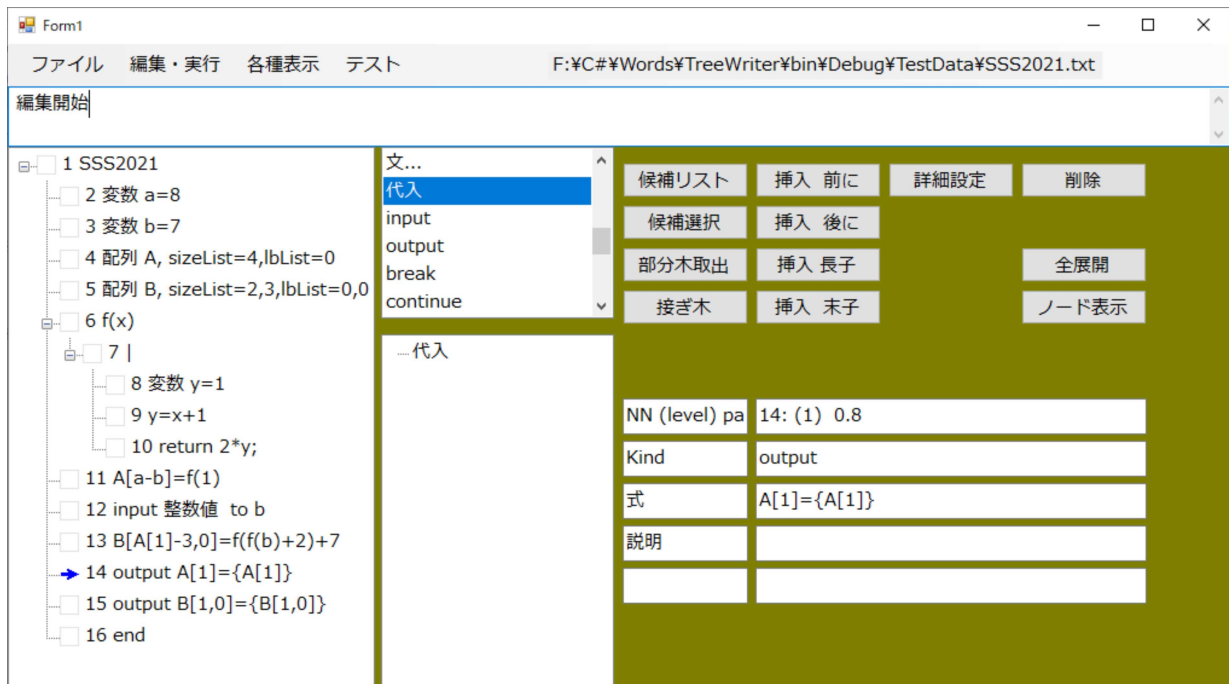 Form1
ファイル 編集・実行 各種表示 テスト F:¥C#¥Words¥TreeWriter¥bin¥Debug¥TestData¥SSS2021.txt
編集開始
1 SSS2021
2 変数 a=8
3 変数 b=7
4 配列 A, sizeList=4,lbList=0
5 配列 B, sizeList=2,3,lbList=0,0
6 f(x)
7 |
8 変数 y=1
9 y=x+1
10 return 2*y;
11 A[a-b]=f(1)
12 input 整数値 to b
13 B[A[1]-3,0]=f(f(b)+2)+7
14 output A[1]={A[1]}
15 output B[1,0]={B[1,0]}
16 end
文...
代入
input
output
break
continue
代入
候補リスト 挿入 前に 詳細設定 削除
候補選択 挿入 後に
部分木取出 挿入 長子 全展開
接ぎ木 挿入 末子 ノード表示
NN (level) pa 14: (1) 0.8
Kind output
式 A[1]={A[1]}
説明